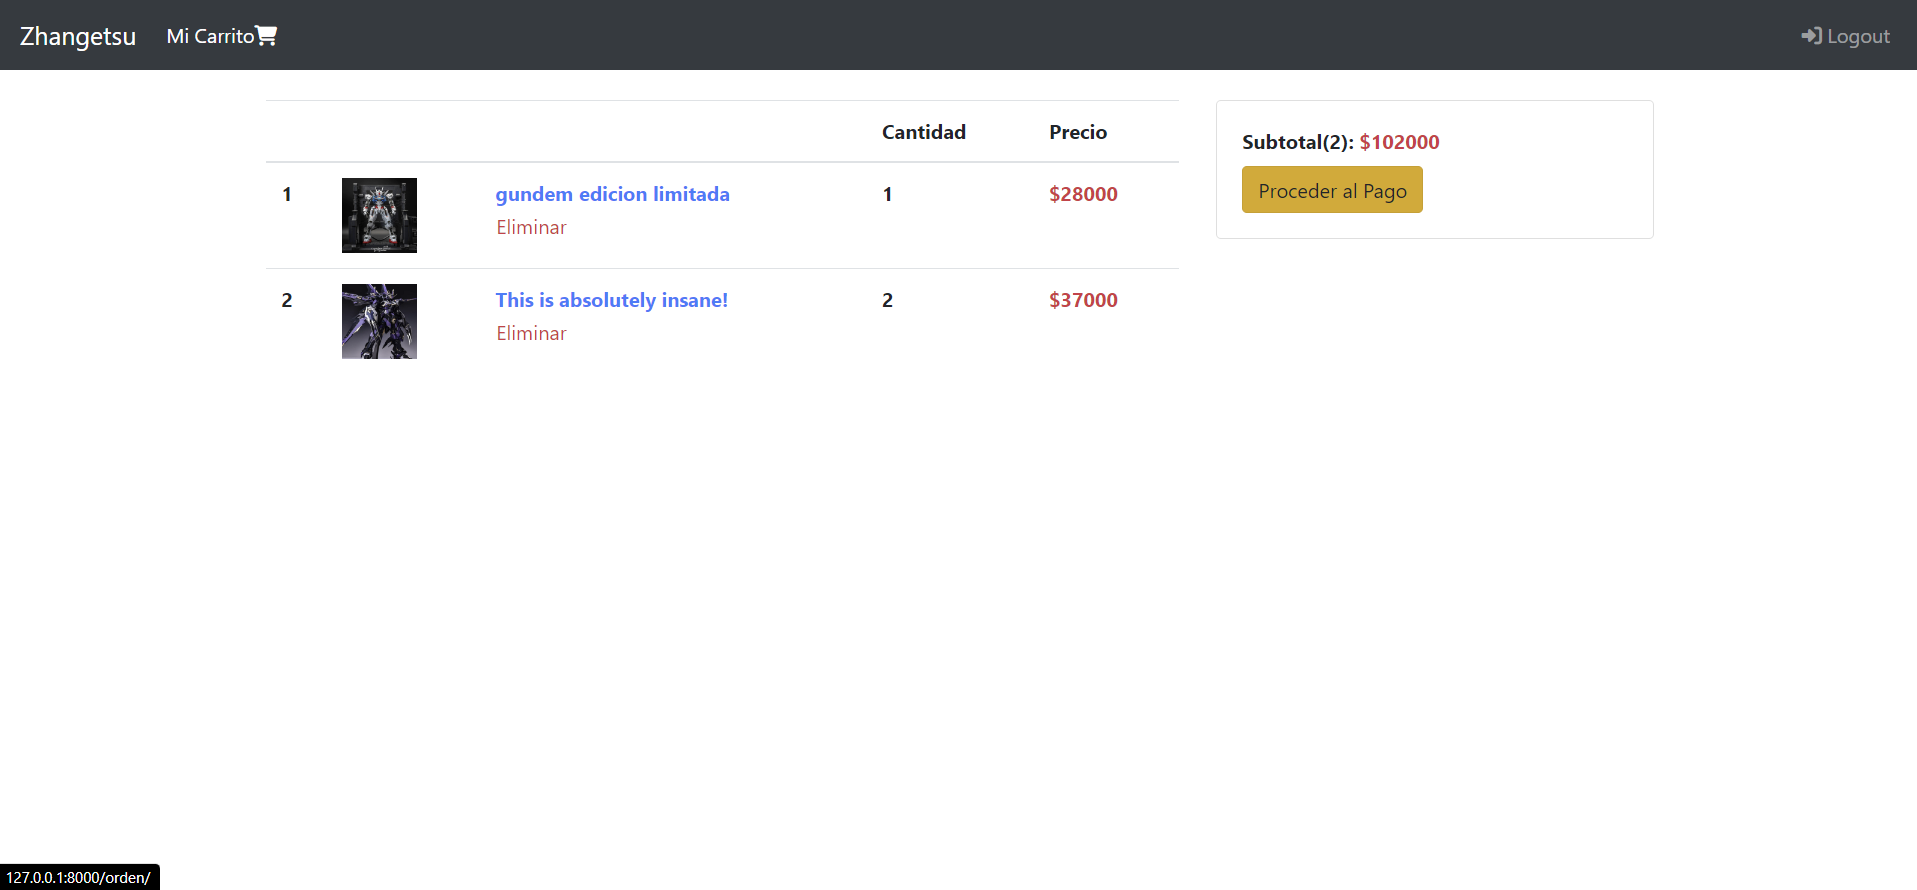 Zhangetsu Mi Carrito Logout
Cantidad Precio
1 gundem edicion limitada 1 $28000
Eliminar
2 This is absolutely insane! 2 $37000
Eliminar
Subtotal(2): $102000
Proceder al Pago
127.0.0.1:8000/orden/